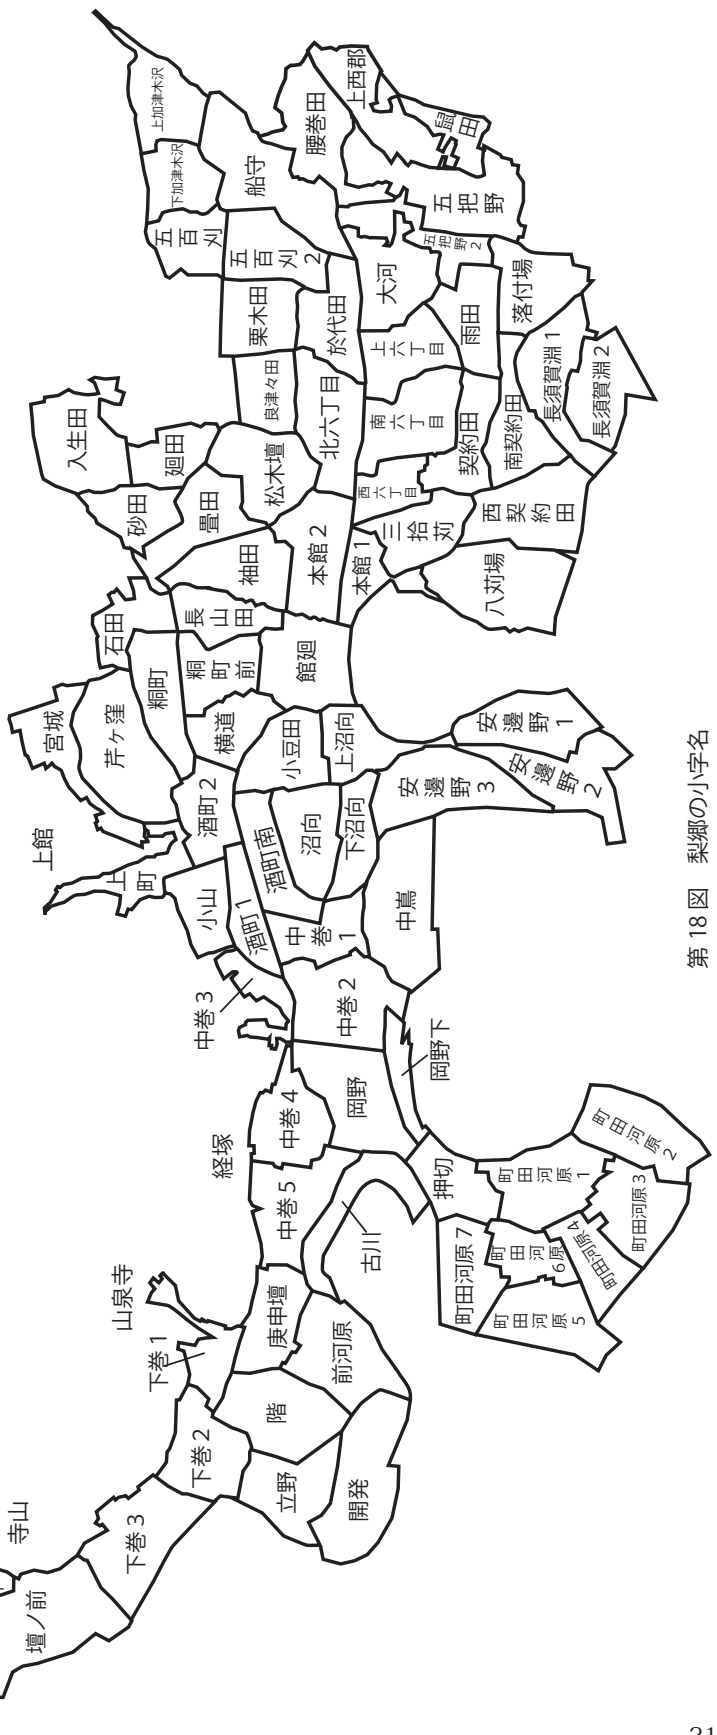 上加津木沢
下加津木沢
船守
腰巻田
上西郡
鼠田
五把野
五把野2
五百刈
五百刈2
大河
栗木田
於代田
上六丁目
雨田
落付場
長須賀淵1
長須賀淵2
良津々田
北六丁目
南六丁目
契約田
南契約田
入生田
廻田
松木壇
西六丁目
三拾苅
西契約田
砂田
畳田
袖田
本館2
本館1
八苅場
石田
長山田
館廻
粡町
粡町前
宮城
芹ヶ窪
横道
小豆田
上沼向
安邊野1
安邊野2
安邊野3
上館
酒町2
酒町南
沼向
下沼向
上町
小山
酒町1
中巻1
中嶌
中巻3
中巻2
岡野下
岡野
中巻4
経塚
中巻5
古川
押切
町田河原1
町田河原2
町田河原3
町田河原4
町田河原5
町田河原6
町田河原7
山泉寺
庚申壇
前河原
下巻1
階
下巻2
立野
開発
寺山
下巻3
壇ノ前
第18図 梨郷の小字名